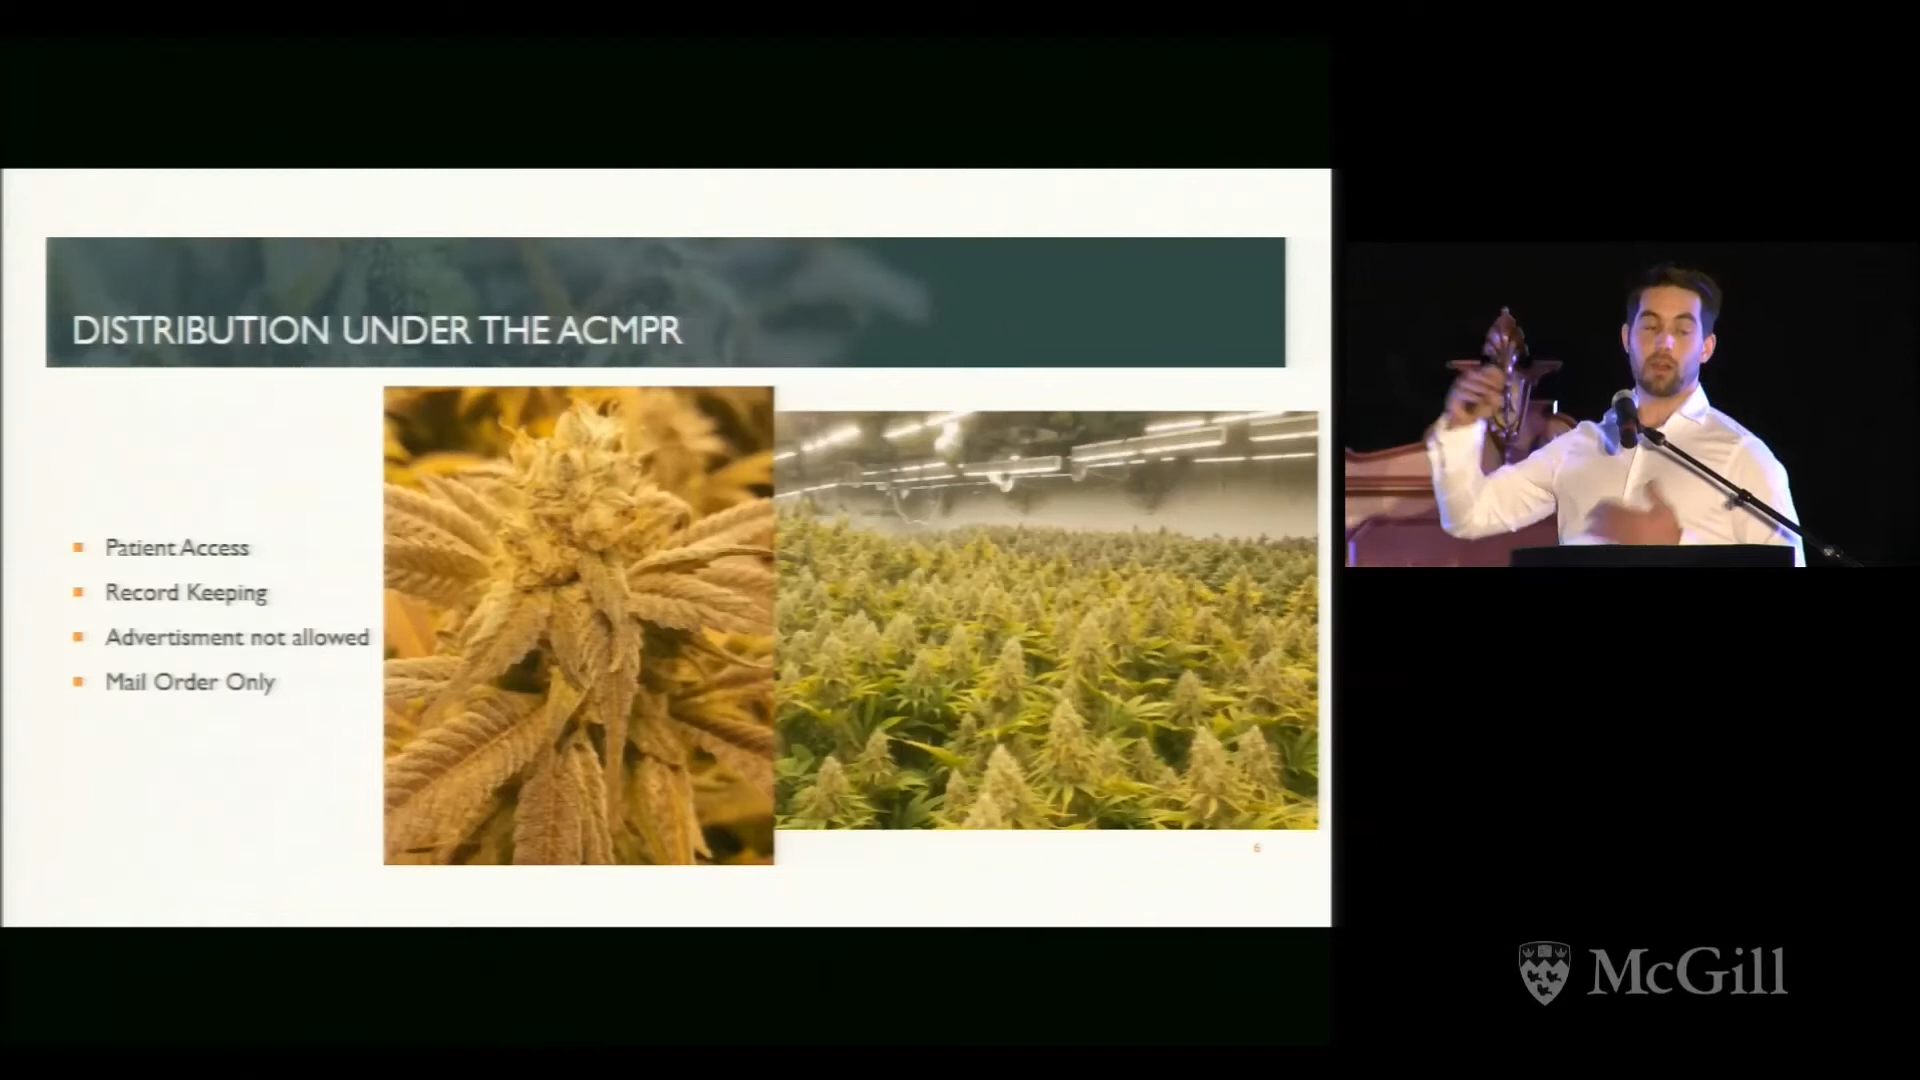 DISTRIBUTION UNDER THE ACMPR
Patient Access
Record Keeping
Advertisment not allowed
Mail Order Only
6
McGill